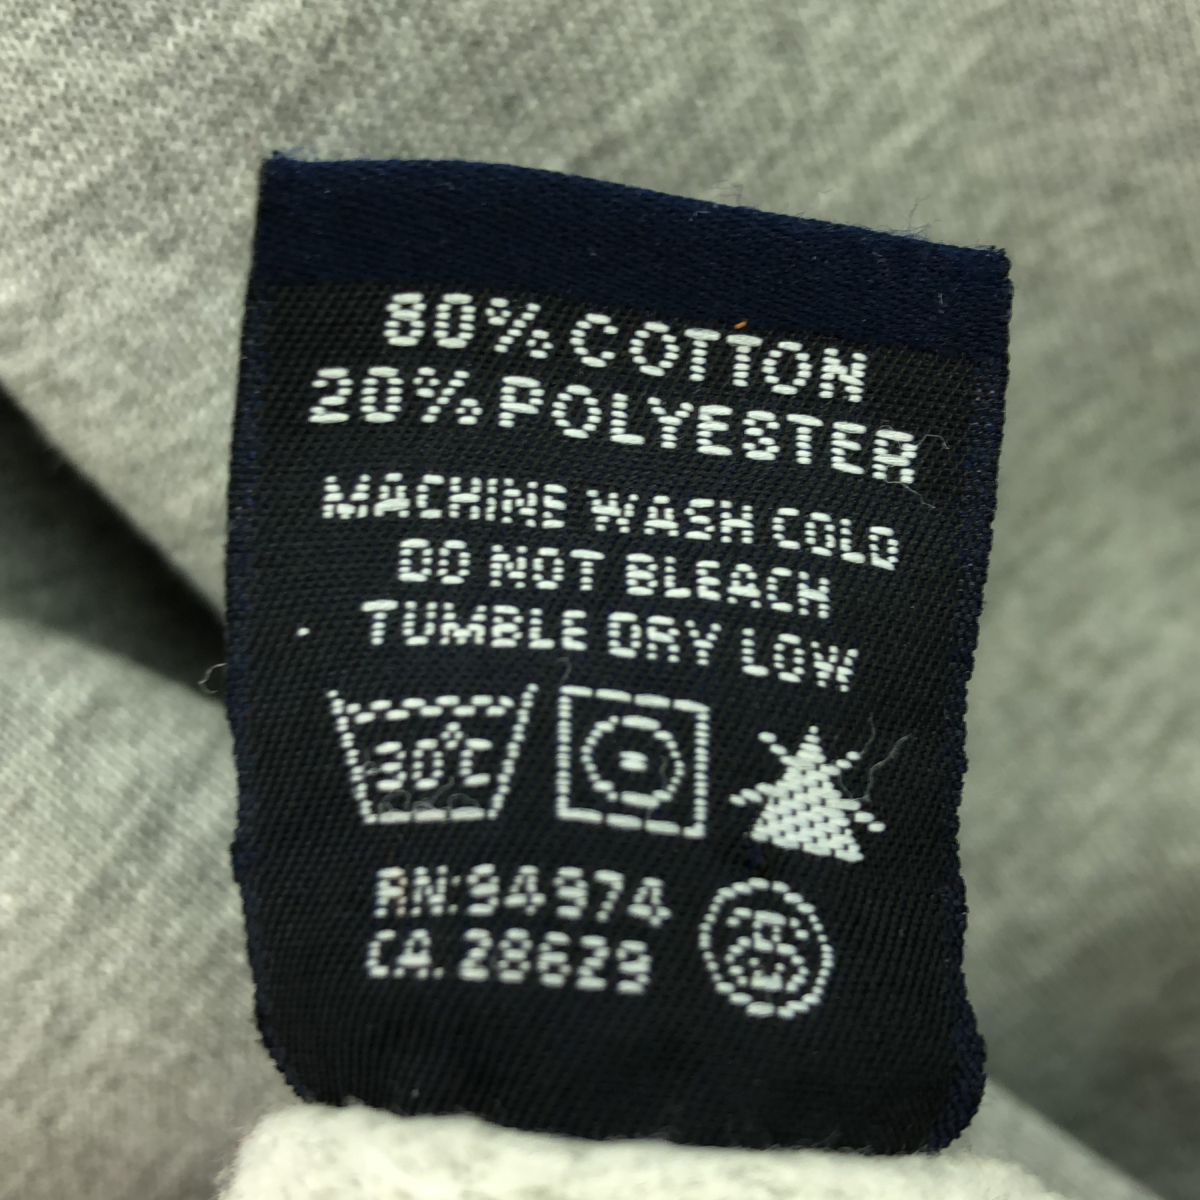 80% COTTON
20% POLYESTER
MACHINE WASH COLD
DO NOT BLEACH
TUMBLE DRY LOW
30°C
RN:94974
CA. 28629